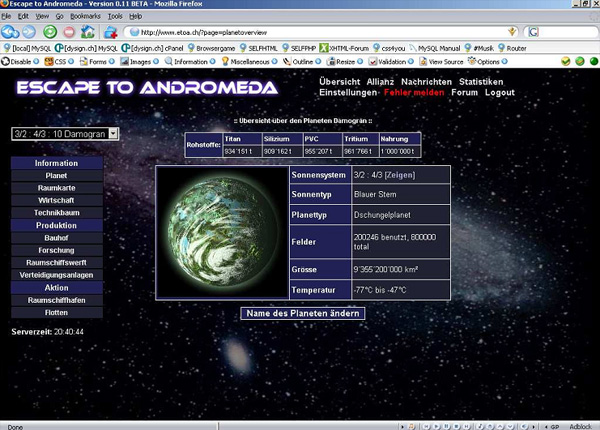 Escape to Andromeda - Version 0.11 BETA - Mozilla Firefox
File Edit View Go Bookmarks Tools Help
http://www.etoa.ch/?page=planetoverview
[local] MySQL [dysign.ch] MySQL [dysign.ch] cPanel Browsergame SELFHTML SELFPHP XHTML-Forum css4you MySQL Manual #Musik Router
Disable CSS Forms Images Information Miscellaneous Outline Resize Validation View Source Options
ESCAPE TO ANDROMEDA
Übersicht Allianz Nachrichten Statistiken
Einstellungen Fehler melden Forum Logout
:: Übersicht über den Planeten Damogran ::
3/2 : 4/3 : 10 Damogran
Rohstoffe: Titan Silizium PVC Tritium Nahrung
934`151 t 909`162 t 955`207 t 961`766 t 1`000`000 t
Information
Planet
Raumkarte
Wirtschaft
Technikbaum
Produktion
Bauhof
Forschung
Raumschiffswerft
Verteidigungsanlagen
Aktion
Raumschiffhafen
Flotten
Serverzeit: 20:40:44
Sonnensystem 3/2 : 4/3 [Zeigen]
Sonnentyp Blauer Stern
Planettyp Dschungelplanet
Felder 200246 benutzt, 800000
total
Grösse 9`355`200`000 km²
Temperatur -77°C bis -47°C
Name des Planeten ändern
Done GP Adblock